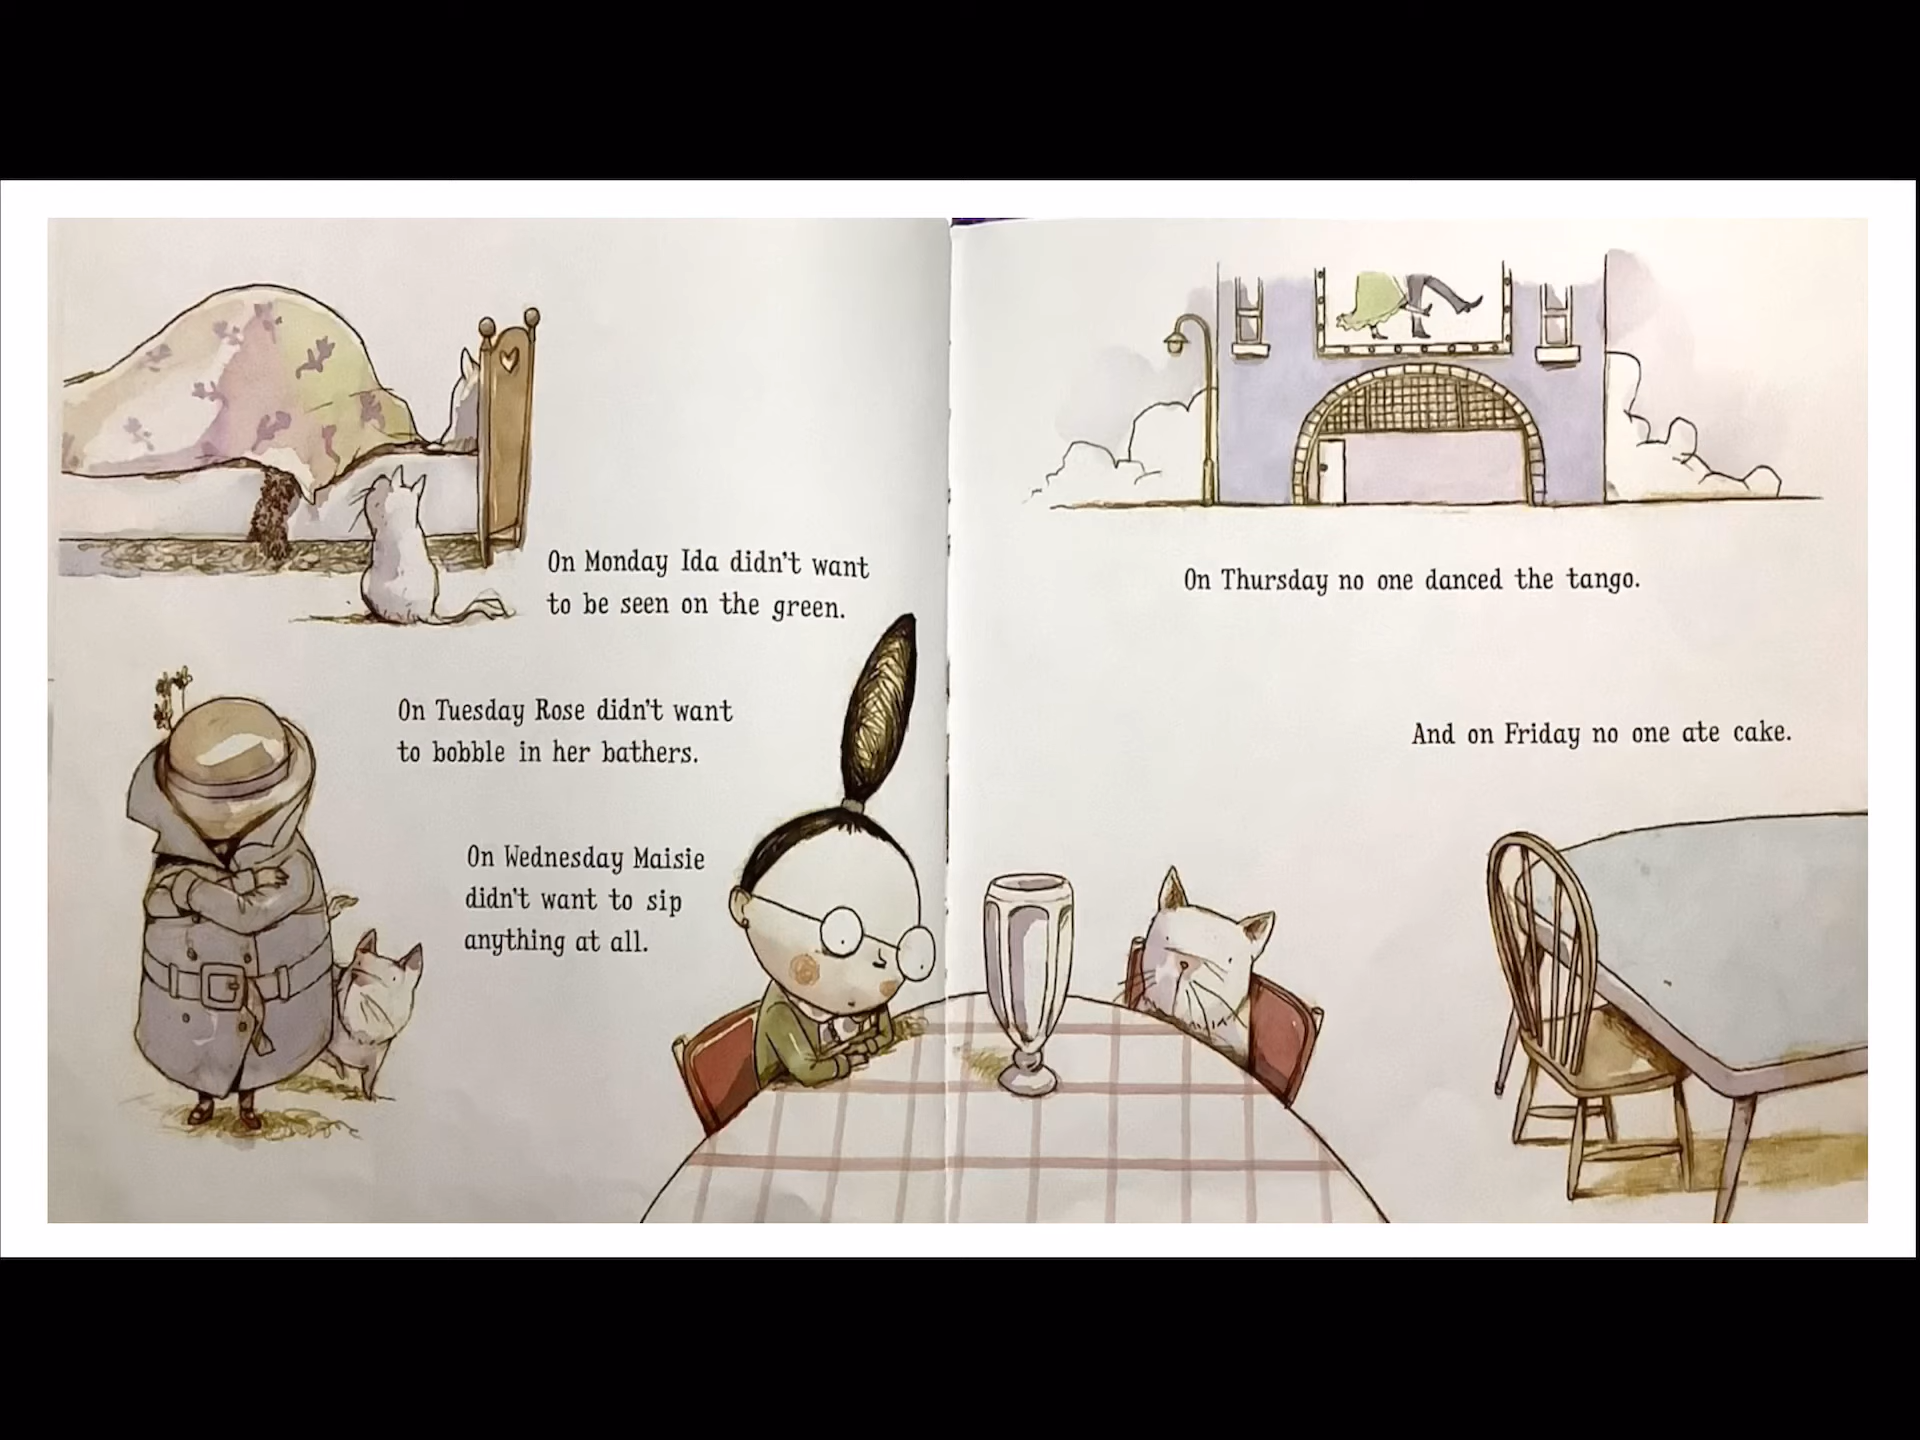 On Monday Ida didn't want
to be seen on the green.
On Tuesday Rose didn't want
to bobble in her bathers.
On Wednesday Maisie
didn't want to sip
anything at all.
On Thursday no one danced the tango.
And on Friday no one ate cake.